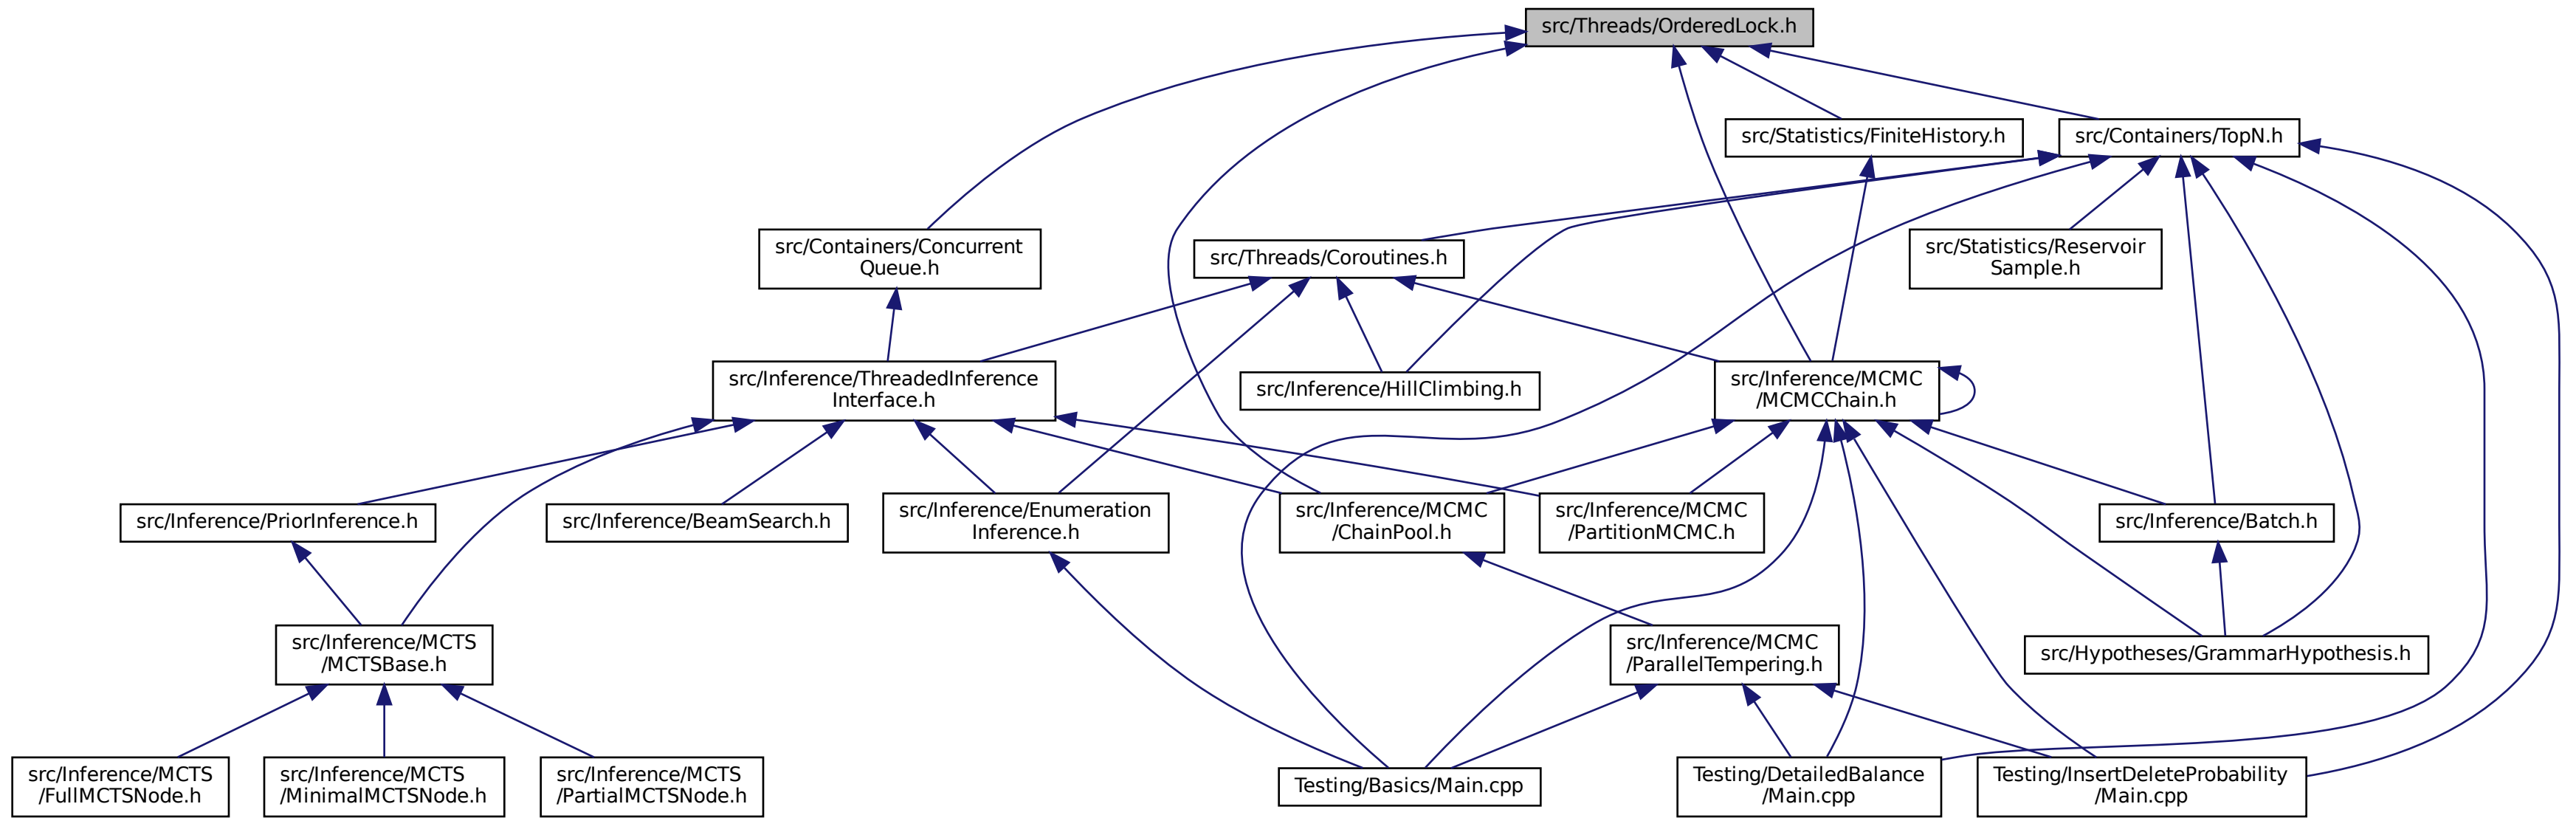 src/Threads/OrderedLock.h
src/Statistics/FiniteHistory.h
src/Containers/TopN.h
src/Containers/Concurrent
Queue.h
src/Threads/Coroutines.h
src/Statistics/Reservoir
Sample.h
src/Inference/ThreadedInference
Interface.h
src/Inference/HillClimbing.h
src/Inference/MCMC
/MCMCChain.h
src/Inference/PriorInference.h
src/Inference/BeamSearch.h
src/Inference/Enumeration
Inference.h
src/Inference/MCMC
/ChainPool.h
src/Inference/MCMC
/PartitionMCMC.h
src/Inference/Batch.h
src/Inference/MCTS
/MCTSBase.h
src/Inference/MCMC
/ParallelTempering.h
src/Hypotheses/GrammarHypothesis.h
src/Inference/MCTS
/FullMCTSNode.h
src/Inference/MCTS
/MinimalMCTSNode.h
src/Inference/MCTS
/PartialMCTSNode.h
Testing/Basics/Main.cpp
Testing/DetailedBalance
/Main.cpp
Testing/InsertDeleteProbability
/Main.cpp